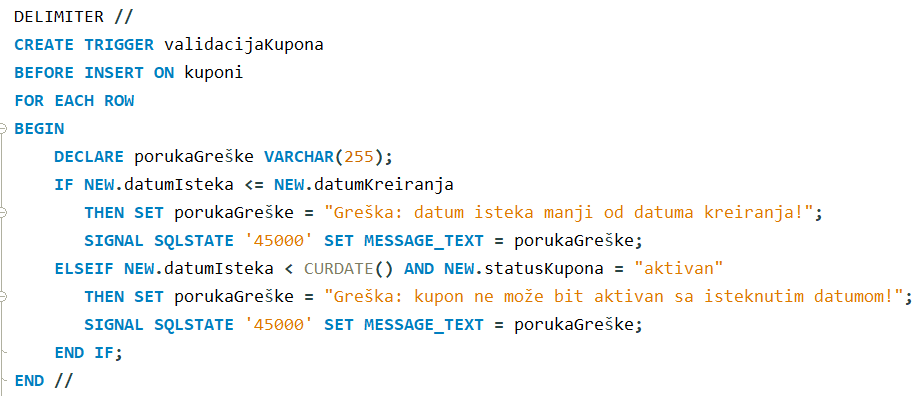 DELIMITER //
CREATE TRIGGER validacijaKupona
BEFORE INSERT ON kuponi
FOR EACH ROW
BEGIN
    DECLARE porukaGreške VARCHAR(255);
    IF NEW.datumIsteka <= NEW.datumKreiranja
       THEN SET porukaGreške = "Greška: datum isteka manji od datuma kreiranja!";
       SIGNAL SQLSTATE '45000' SET MESSAGE_TEXT = porukaGreške;
    ELSEIF NEW.datumIsteka < CURDATE() AND NEW.statusKupona = "aktivan"
       THEN SET porukaGreške = "Greška: kupon ne može bit aktivan sa isteknutim datumom!";
       SIGNAL SQLSTATE '45000' SET MESSAGE_TEXT = porukaGreške;
    END IF;
END //